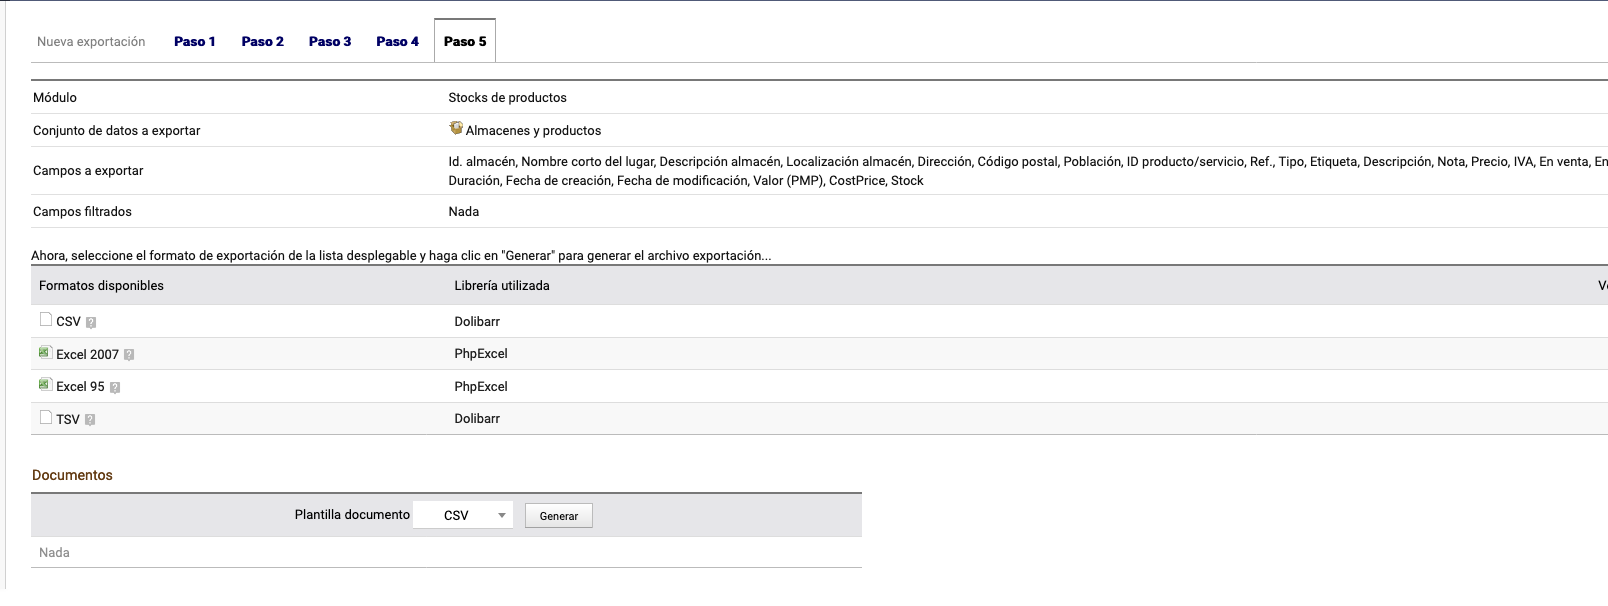 Nueva exportación Paso 1 Paso 2 Paso 3 Paso 4 Paso 5
Módulo Stocks de productos
Conjunto de datos a exportar Almacenes y productos
Campos a exportar Id. almacén, Nombre corto del lugar, Descripción almacén, Localización almacén, Dirección, Código postal, Población, ID producto/servicio, Ref., Tipo, Etiqueta, Descripción, Nota, Precio, IVA, En venta, En
Duración, Fecha de creación, Fecha de modificación, Valor (PMP), CostPrice, Stock
Campos filtrados Nada
Ahora, seleccione el formato de exportación de la lista desplegable y haga clic en "Generar" para generar el archivo exportación...
Formatos disponibles Librería utilizada
CSV ? Dolibarr
Excel 2007 ? PhpExcel
Excel 95 ? PhpExcel
TSV ? Dolibarr
Documentos
Plantilla documento CSV Generar
Nada